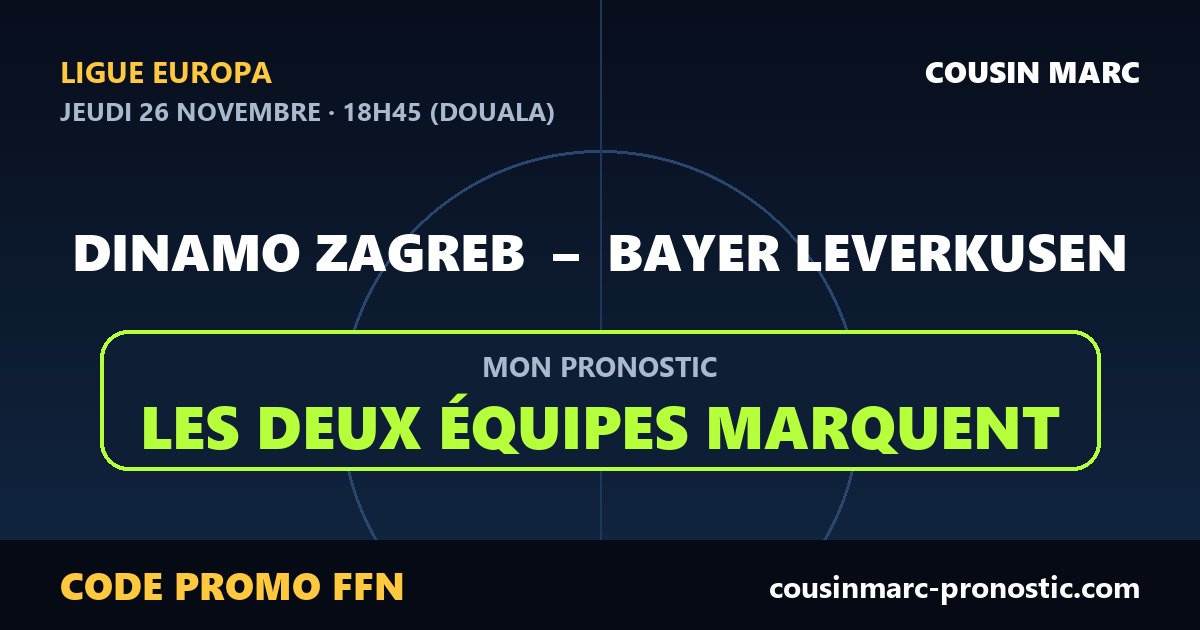 LIGUE EUROPA
COUSIN MARC
JEUDI 26 NOVEMBRE · 18H45 (DOUALA)
DINAMO ZAGREB – BAYER LEVERKUSEN
MON PRONOSTIC
LES DEUX ÉQUIPES MARQUENT
CODE PROMO FFN
cousinmarc-pronostic.com